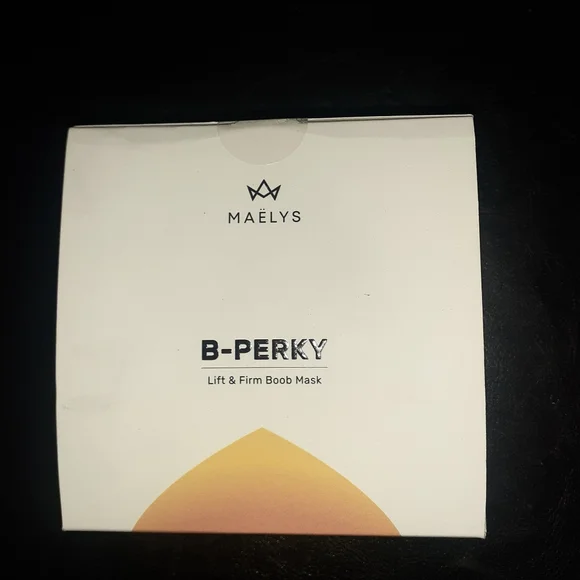 MAËLYS
B-PERKY
Lift & Firm Boob Mask